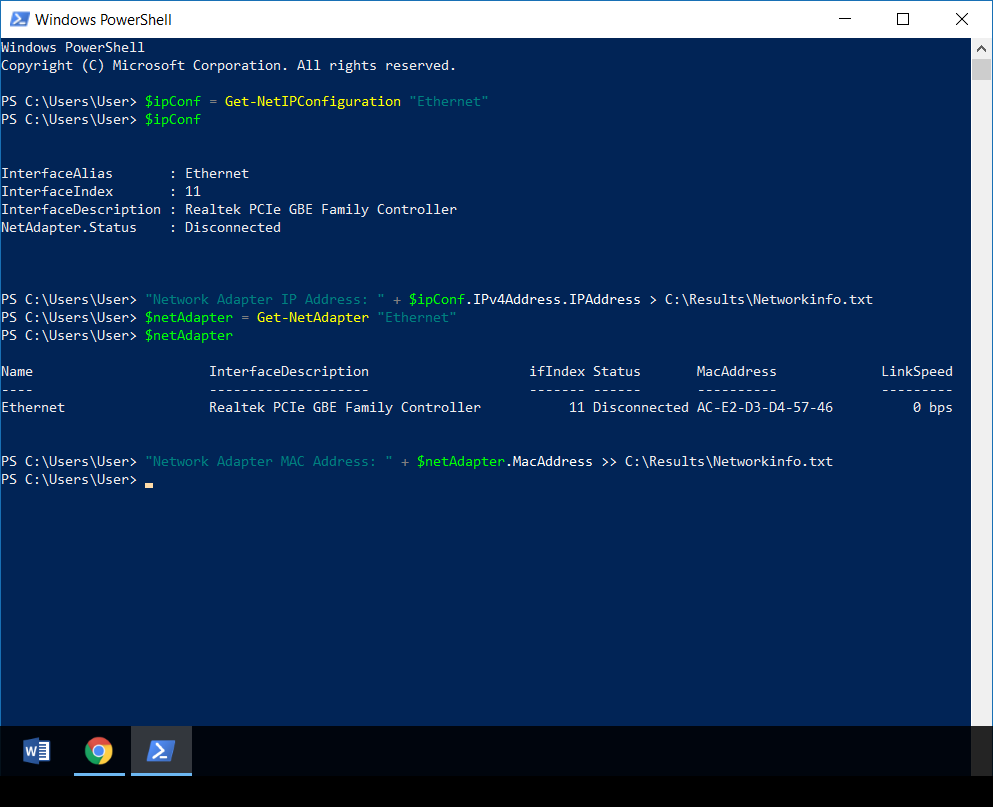 Windows PowerShell
Windows PowerShell
Copyright (C) Microsoft Corporation. All rights reserved.
PS C:\Users\User> $ipConf = Get-NetIPConfiguration "Ethernet"
PS C:\Users\User> $ipConf
InterfaceAlias       : Ethernet
InterfaceIndex       : 11
InterfaceDescription : Realtek PCIe GBE Family Controller
NetAdapter.Status    : Disconnected
PS C:\Users\User> "Network Adapter IP Address: " + $ipConf.IPv4Address.IPAddress > C:\Results\Networkinfo.txt
PS C:\Users\User> $netAdapter = Get-NetAdapter "Ethernet"
PS C:\Users\User> $netAdapter
Name                      InterfaceDescription                    ifIndex Status       MacAddress             LinkSpeed
----                      --------------------                    ------- ------       ----------             ---------
Ethernet                  Realtek PCIe GBE Family Controller           11 Disconnected AC-E2-D3-D4-57-46          0 bps
PS C:\Users\User> "Network Adapter MAC Address: " + $netAdapter.MacAddress >> C:\Results\Networkinfo.txt
PS C:\Users\User>
W